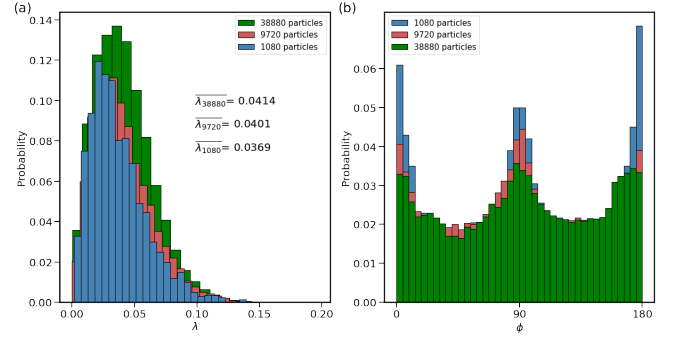 (a)
38880 particles
9720 particles
1080 particles
λ38880 = 0.0414
λ9720 = 0.0401
λ1080 = 0.0369
Probability
0.14
0.12
0.10
0.08
0.06
0.04
0.02
0.00
0.00 0.05 0.10 0.15 0.20
λ
(b)
1080 particles
9720 particles
38880 particles
Probability
0.06
0.05
0.04
0.03
0.02
0.01
0.00
0 90 180
ϕ